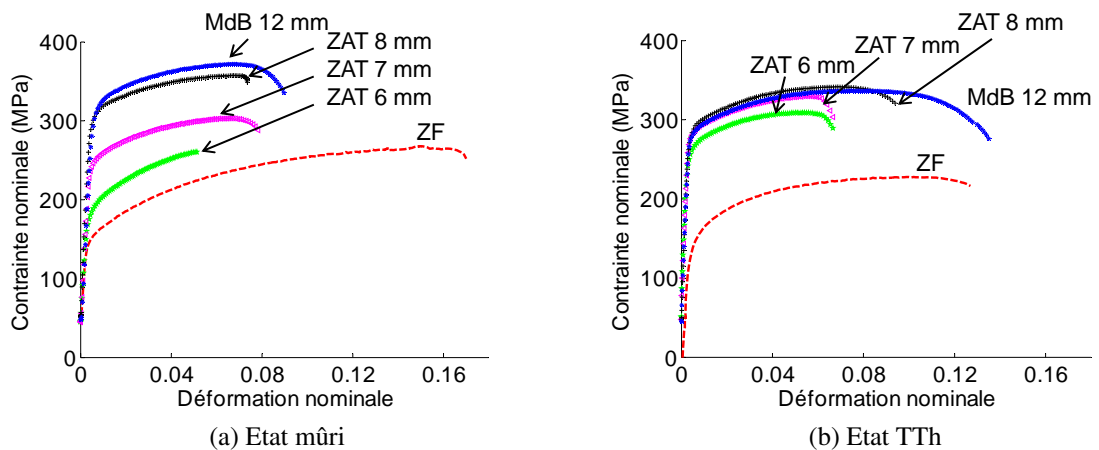 MdB 12 mm
ZAT 8 mm
ZAT 7 mm
ZAT 6 mm
ZF
400
300
200
100
0
Contrainte nominale (MPa)
0 0.04 0.08 0.12 0.16
Déformation nominale
(a) Etat mûri
ZAT 8 mm
ZAT 7 mm
ZAT 6 mm
MdB 12 mm
ZF
400
300
200
100
0
Contrainte nominale (MPa)
0 0.04 0.08 0.12 0.16
Déformation nominale
(b) Etat TTh